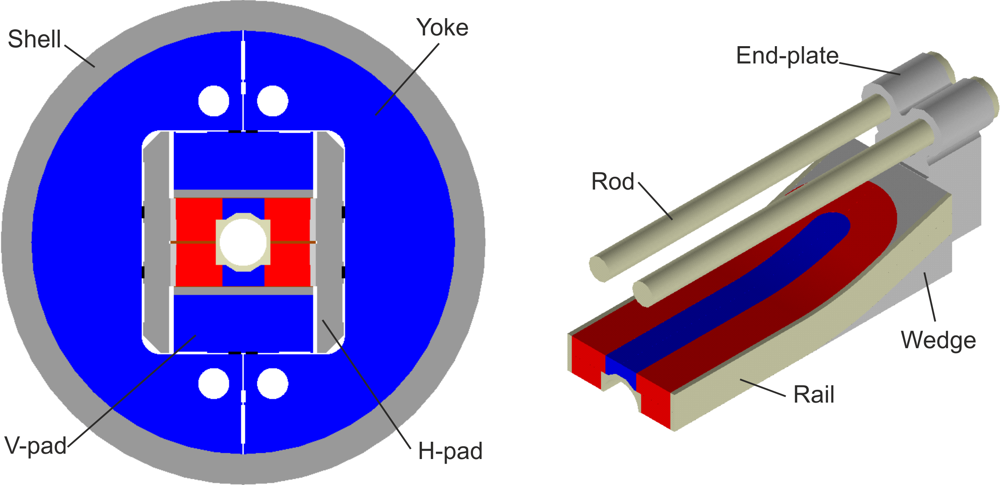 Shell
Yoke
V-pad
H-pad
End-plate
Rod
Wedge
Rail